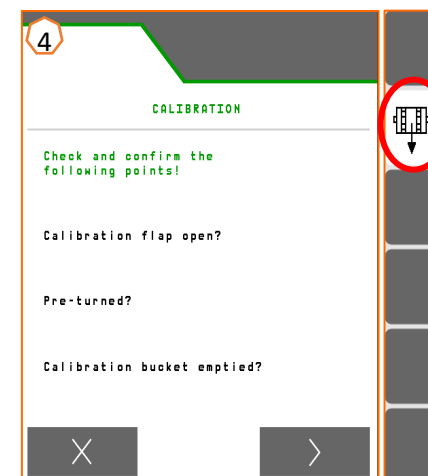 4
CALIBRATION
Check and confirm the
following points!
Calibration flap open?
Pre-turned?
Calibration bucket emptied?